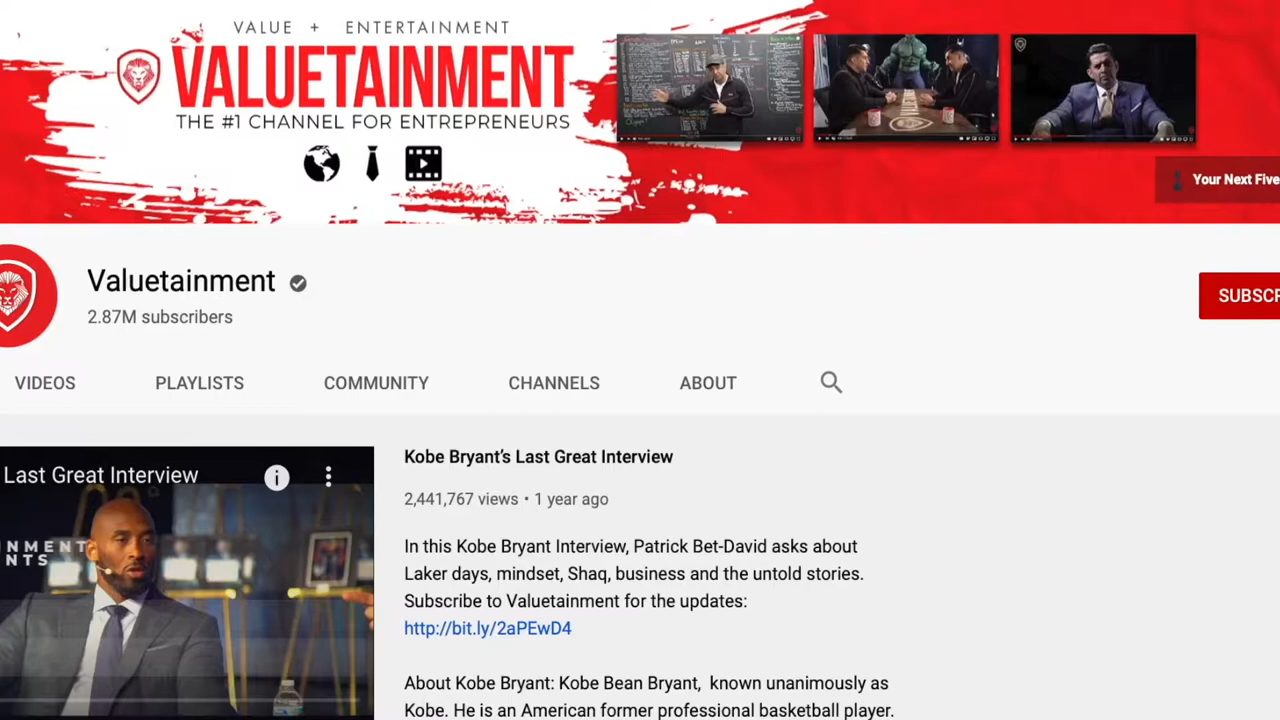 VALUE + ENTERTAINMENT
VALUETAINMENT
THE #1 CHANNEL FOR ENTREPRENEURS
Your Next Five
Valuetainment
2.87M subscribers
SUBSCR
VIDEOS PLAYLISTS COMMUNITY CHANNELS ABOUT
Last Great Interview
NMENT
NTS
Kobe Bryant’s Last Great Interview
2,441,767 views • 1 year ago
In this Kobe Bryant Interview, Patrick Bet-David asks about
Laker days, mindset, Shaq, business and the untold stories.
Subscribe to Valuetainment for the updates:
http://bit.ly/2aPEwD4
About Kobe Bryant: Kobe Bean Bryant, known unanimously as
Kobe. He is an American former professional basketball player.